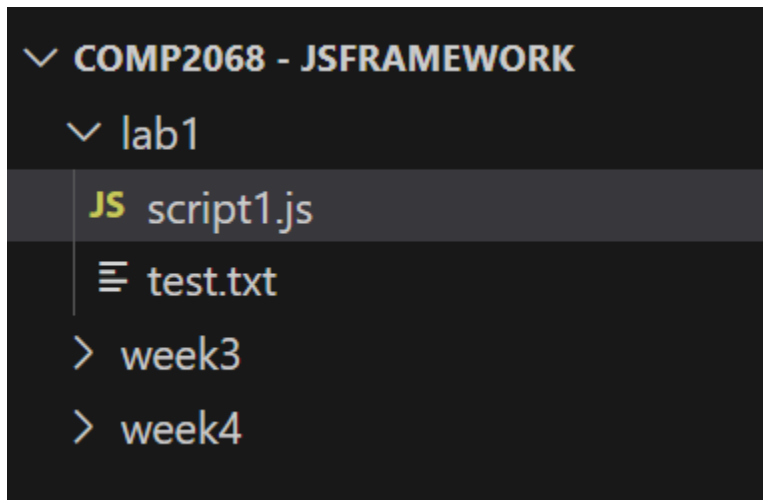 COMP2068 - JSFRAMEWORK
lab1
JS script1.js
test.txt
week3
week4